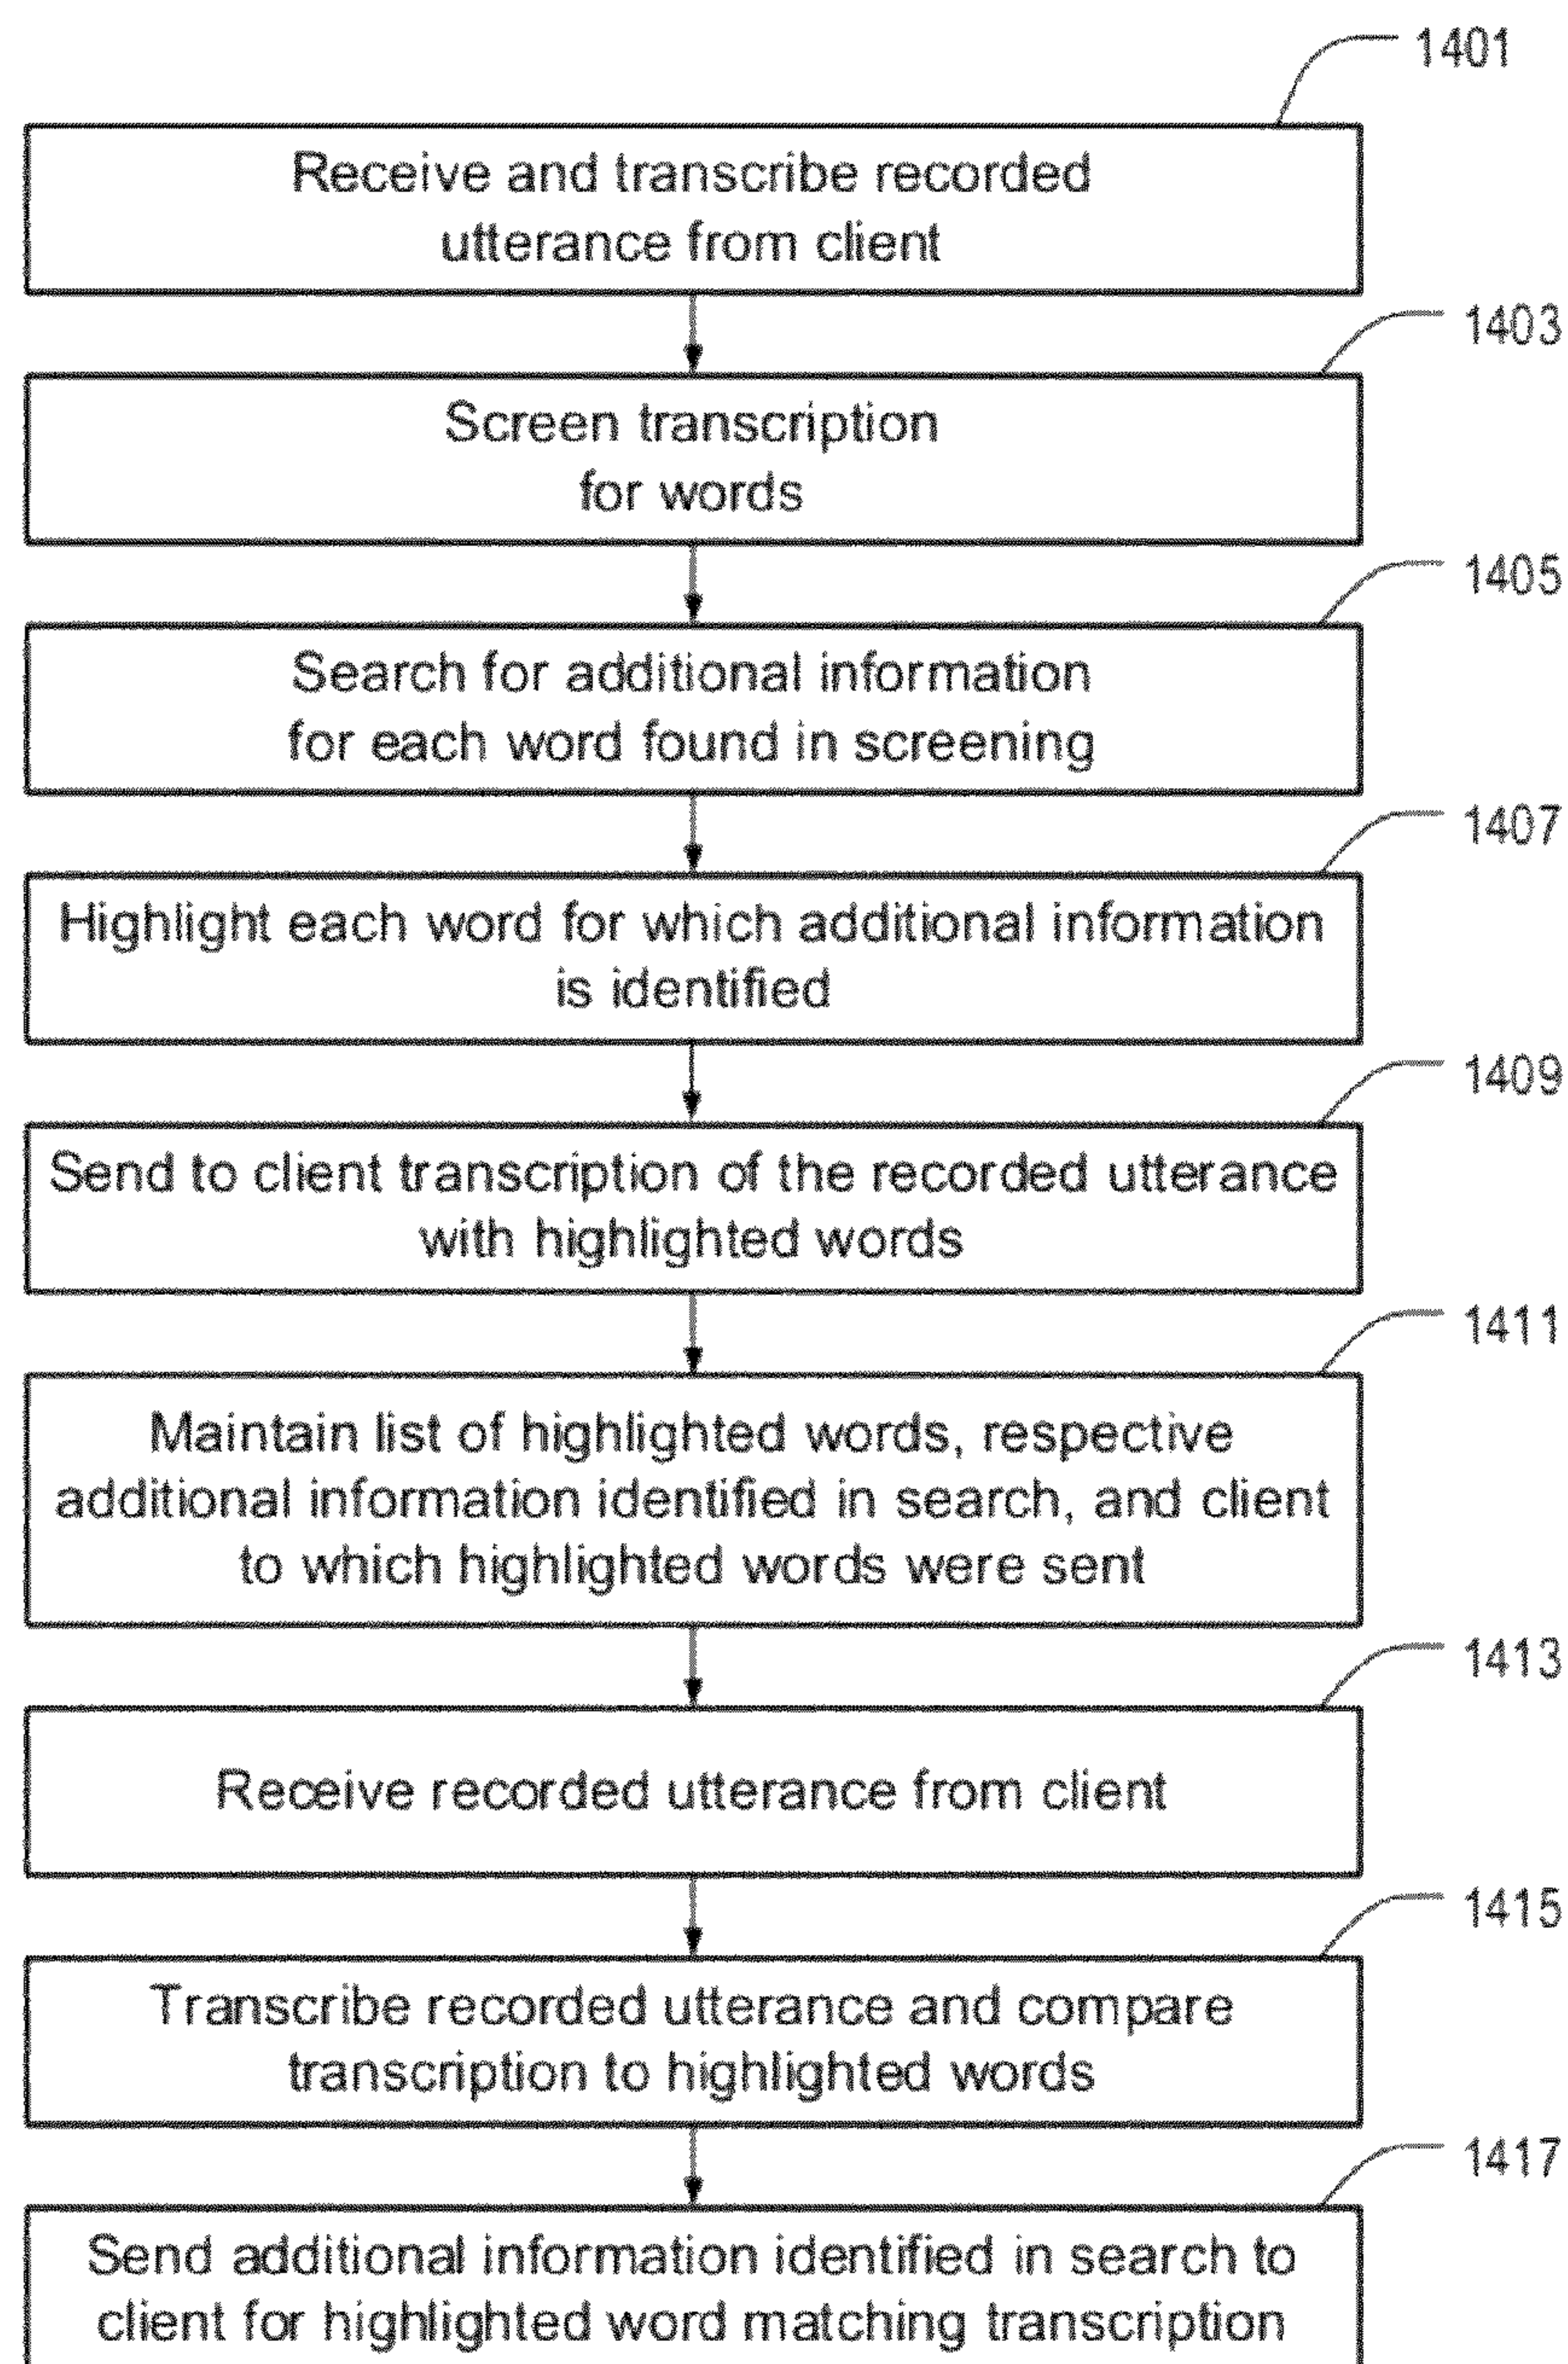 1401
Receive and transcribe recorded
utterance from client
1403
Screen transcription
for words
1405
Search for additional information
for each word found in screening
1407
Highlight each word for which additional information
is identified
1409
Send to client transcription of the recorded utterance
with highlighted words
1411
Maintain list of highlighted words, respective
additional information identified in search, and client
to which highlighted words were sent
1413
Receive recorded utterance from client
1415
Transcribe recorded utterance and compare
transcription to highlighted words
1417
Send additional information identified in search to
client for highlighted word matching transcription